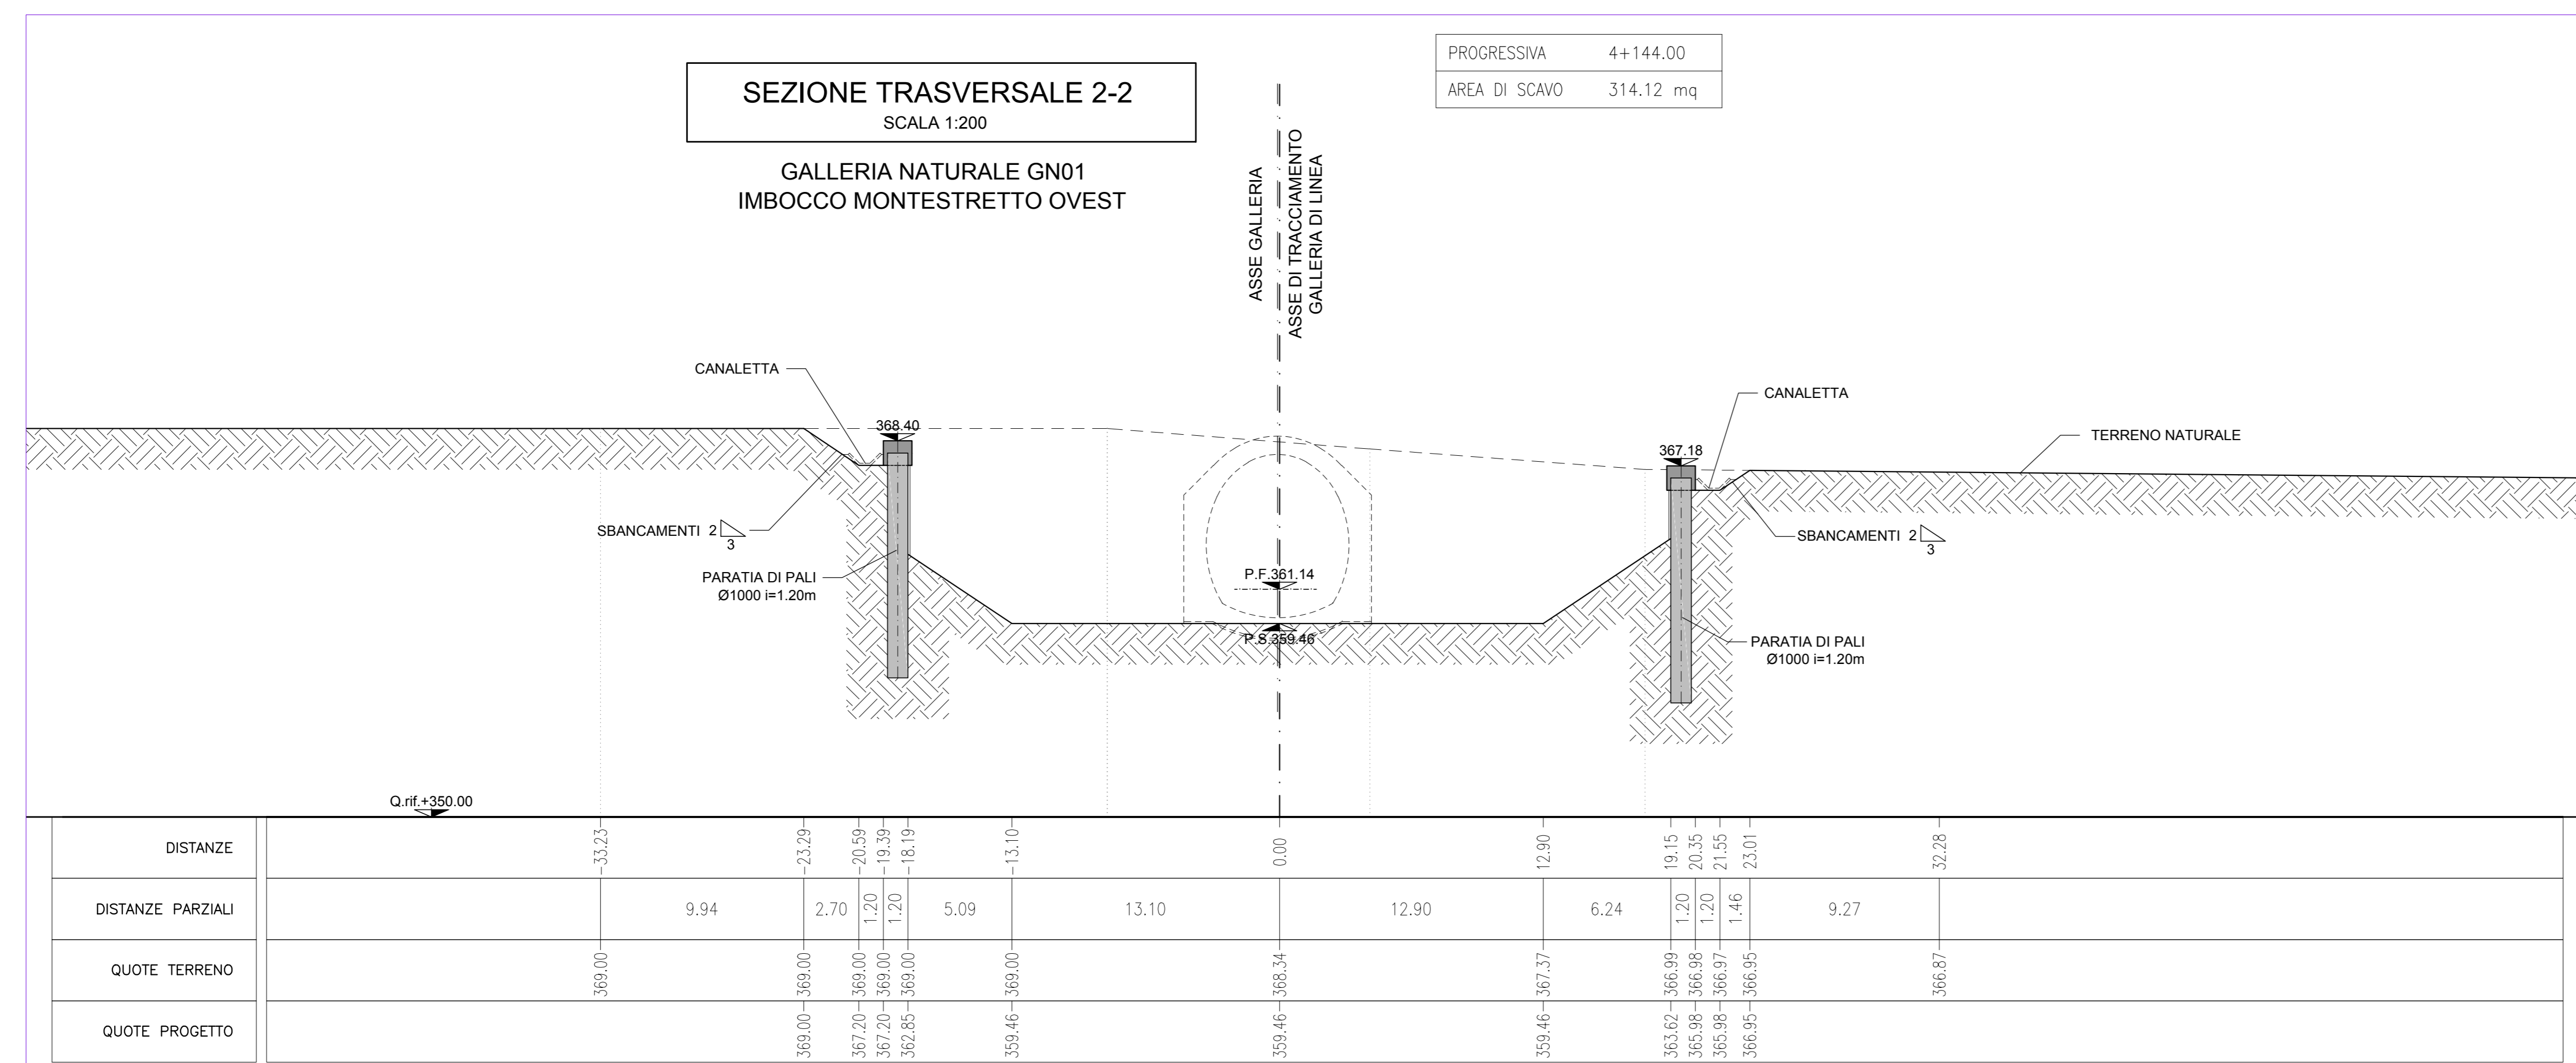 PROGRESSIVA 4+144.00
AREA DI SCAVO 314.12 mq
SEZIONE TRASVERSALE 2-2
SCALA 1:200
GALLERIA NATURALE GN01
IMBOCCO MONTESTRETTO OVEST
ASSE GALLERIA
ASSE DI TRACCIAMENTO
GALLERIA DI LINEA
CANALETTA
368.40
CANALETTA
367.18
TERRENO NATURALE
SBANCAMENTI 2
3
SBANCAMENTI 2
3
PARATIA DI PALI
Ø1000 i=1.20m
P.F.361.14
P.S.359.46
PARATIA DI PALI
Ø1000 i=1.20m
Q.rif.+350.00
DISTANZE -33.23 -23.29 -20.59 -19.39 -18.19 -13.10 0.00 12.90 19.15 20.35 21.55 23.01 32.28
DISTANZE PARZIALI 9.94 2.70 1.20 1.20 5.09 13.10 12.90 6.24 1.20 1.20 1.46 9.27
QUOTE TERRENO 369.00 369.00 369.00 369.00 369.00 369.00 368.34 367.37 366.99 366.98 366.97 366.95 366.87
QUOTE PROGETTO 369.00 367.20 367.20 362.85 359.46 359.46 359.46 363.62 365.98 365.98 366.95